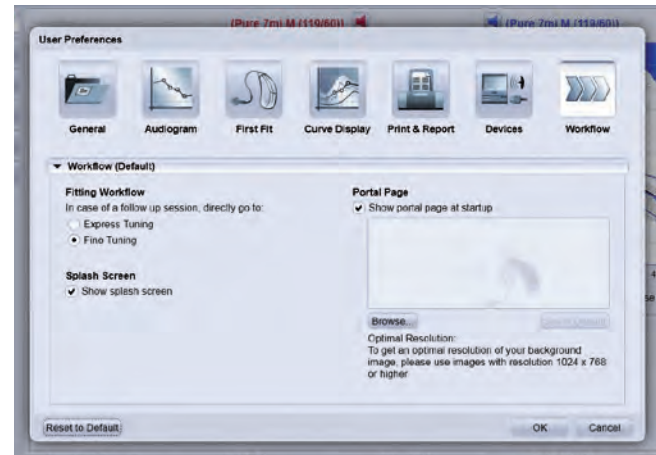 (Pure 7mi M (119/60)) (Pure 7mi M (119/60))
User Preferences
General Audiogram First Fit Curve Display Print & Report Devices Workflow
Workflow (Default)
Fitting Workflow
In case of a follow up session, directly go to:
Express Tuning
Fine Tuning
Splash Screen
Show splash screen
Portal Page
Show portal page at startup
Browse...
Optimal Resolution:
To get an optimal resolution of your background
image, please use images with resolution 1024 x 768
or higher
Reset to Default OK Cancel